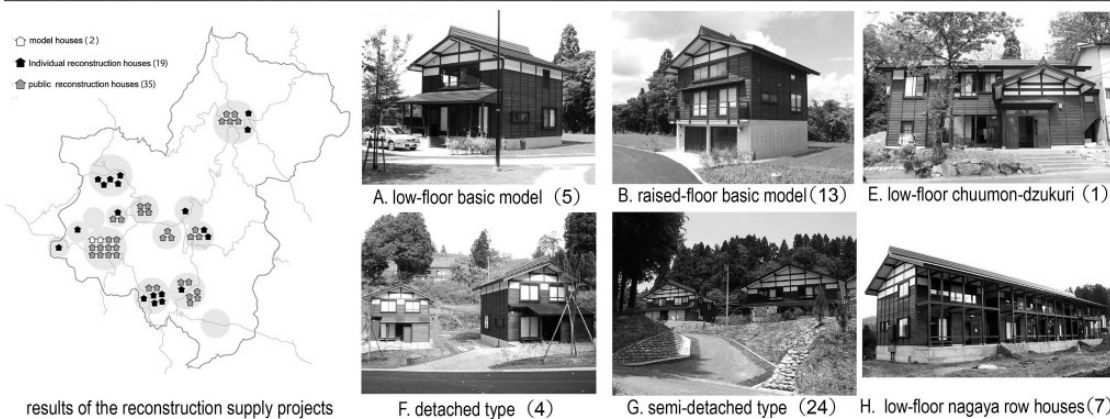 model houses (2)
Individual reconstruction houses (19)
public reconstruction houses (35)
results of the reconstruction supply projects
A. low-floor basic model (5)
B. raised-floor basic model (13)
E. low-floor chuumon-dzukuri (1)
F. detached type (4)
G. semi-detached type (24)
H. low-floor nagaya row houses (7)